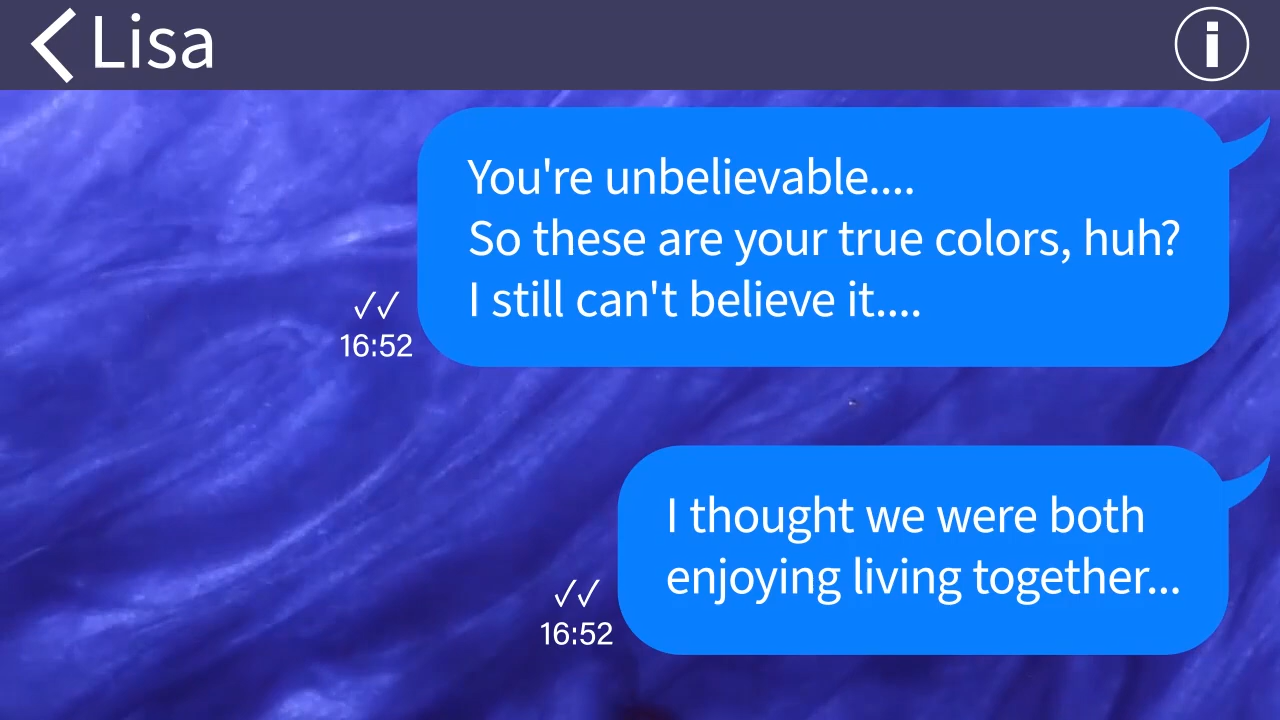 Lisa
You're unbelievable....
So these are your true colors, huh?
I still can't believe it....
16:52
I thought we were both
enjoying living together...
16:52